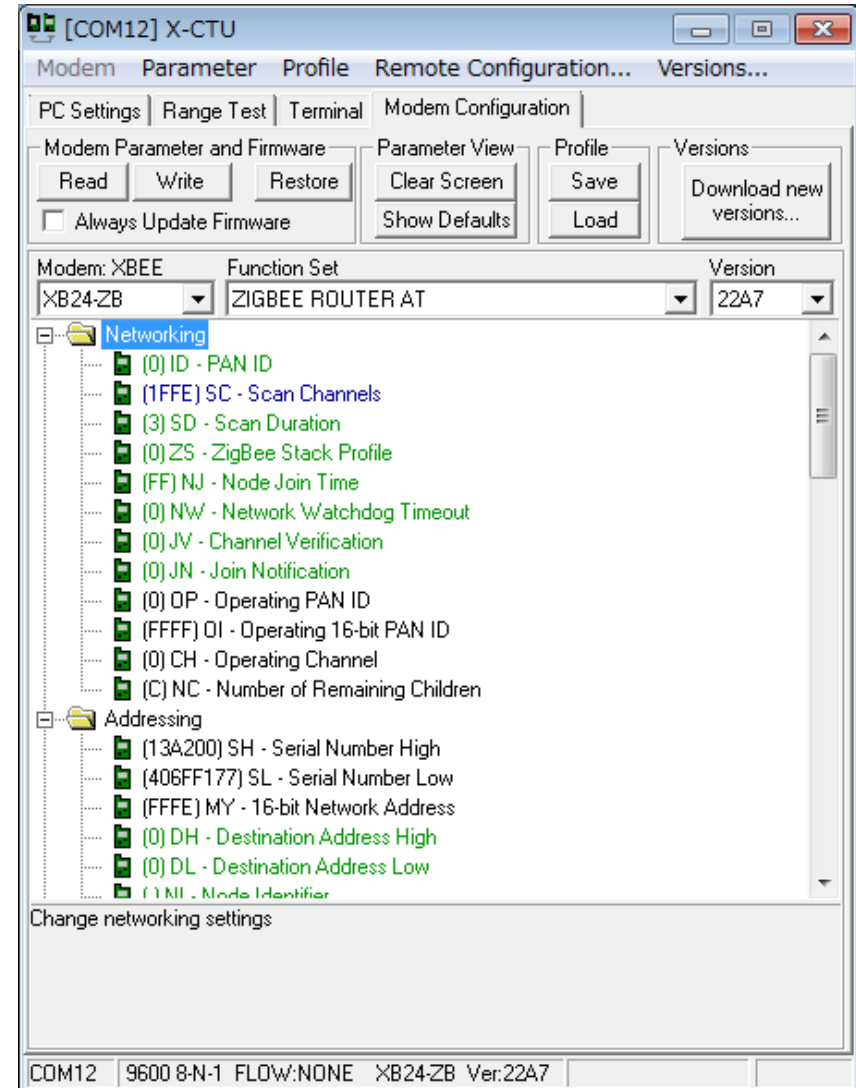 [COM12] X-CTU
Modem Parameter Profile Remote Configuration... Versions...
PC Settings Range Test Terminal Modem Configuration
Modem Parameter and Firmware Parameter View Profile Versions
Read Write Restore Clear Screen Save Download new versions...
Always Update Firmware Show Defaults Load
Modem: XBEE Function Set Version
XB24-ZB ZIGBEE ROUTER AT 22A7
Networking
(0) ID - PAN ID
(1FFE) SC - Scan Channels
(3) SD - Scan Duration
(0) ZS - ZigBee Stack Profile
(FF) NJ - Node Join Time
(0) NW - Network Watchdog Timeout
(0) JV - Channel Verification
(0) JN - Join Notification
(0) OP - Operating PAN ID
(FFFF) OI - Operating 16-bit PAN ID
(0) CH - Operating Channel
(C) NC - Number of Remaining Children
Addressing
(13A200) SH - Serial Number High
(406FF177) SL - Serial Number Low
(FFFE) MY - 16-bit Network Address
(0) DH - Destination Address High
(0) DL - Destination Address Low
( ) NI - Node Identifier
Change networking settings
COM12 9600 8-N-1 FLOW:NONE XB24-ZB Ver:22A7